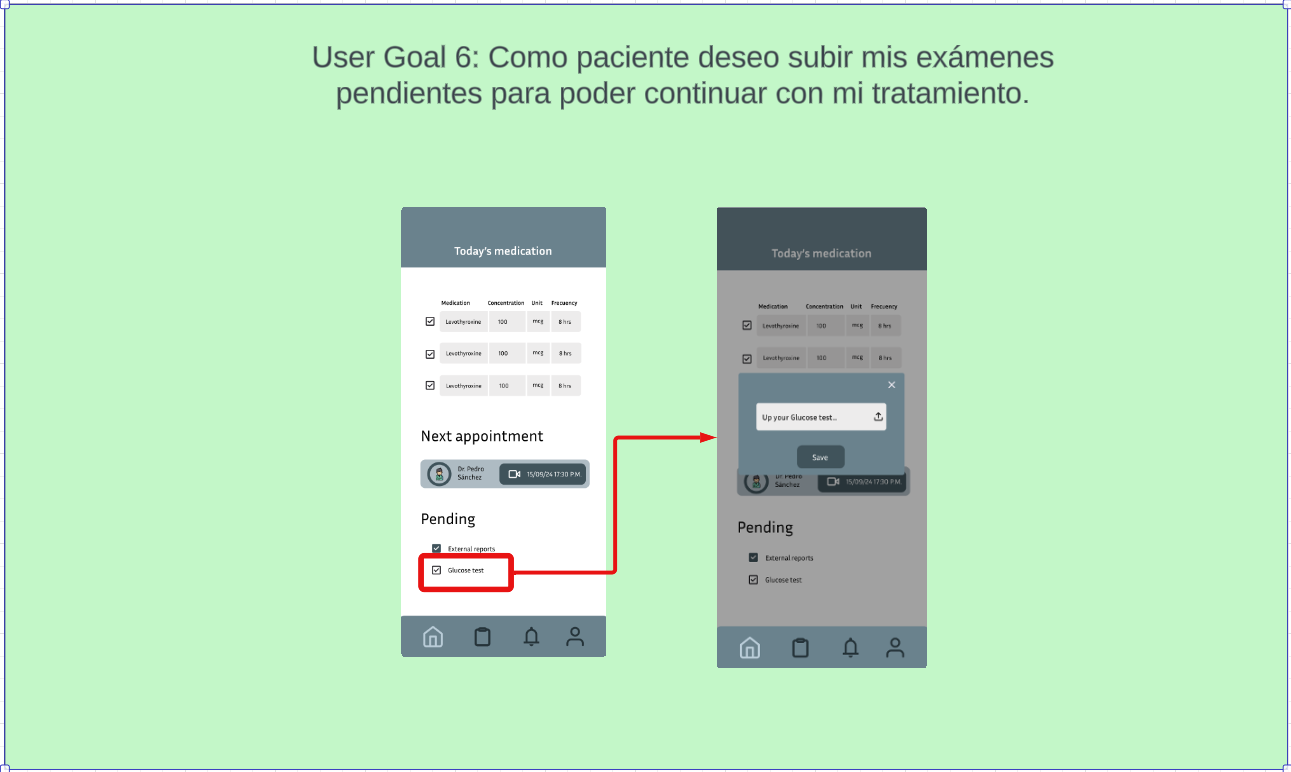 User Goal 6: Como paciente deseo subir mis exámenes
pendientes para poder continuar con mi tratamiento.
Today's medication
Medication Concentration Unit Frecuency
Levothyroxine 100 mcg 8 hrs
Levothyroxine 100 mcg 8 hrs
Levothyroxine 100 mcg 8 hrs
Next appointment
Dr. Pedro
Sánchez
15/09/24 17:30 P.M.
Pending
External reports
Glucose test
Today's medication
Medication Concentration Unit Frecuency
Levothyroxine 100 mcg 8 hrs
Levothyroxine 100 mcg 8 hrs
Up your Glucose test...
Save
Dr. Pedro
Sánchez
15/09/24 17:30 P.M.
Pending
External reports
Glucose test